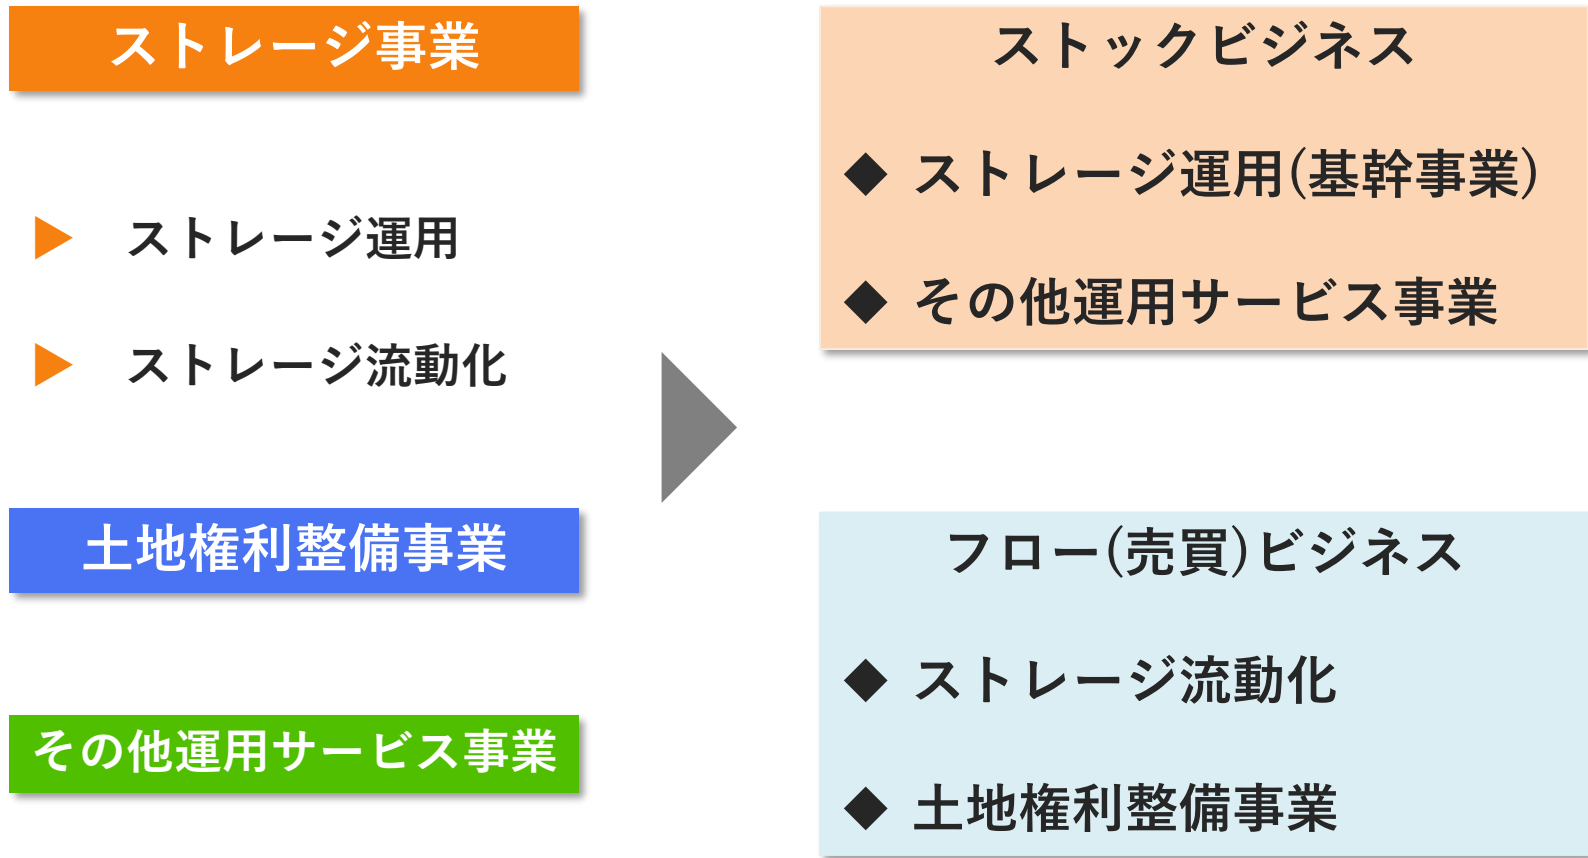 ストレージ事業
▶ ストレージ運用
▶ ストレージ流動化
土地権利整備事業
その他運用サービス事業
ストックビジネス
◆ ストレージ運用(基幹事業)
◆ その他運用サービス事業
フロー(売買)ビジネス
◆ ストレージ流動化
◆ 土地権利整備事業